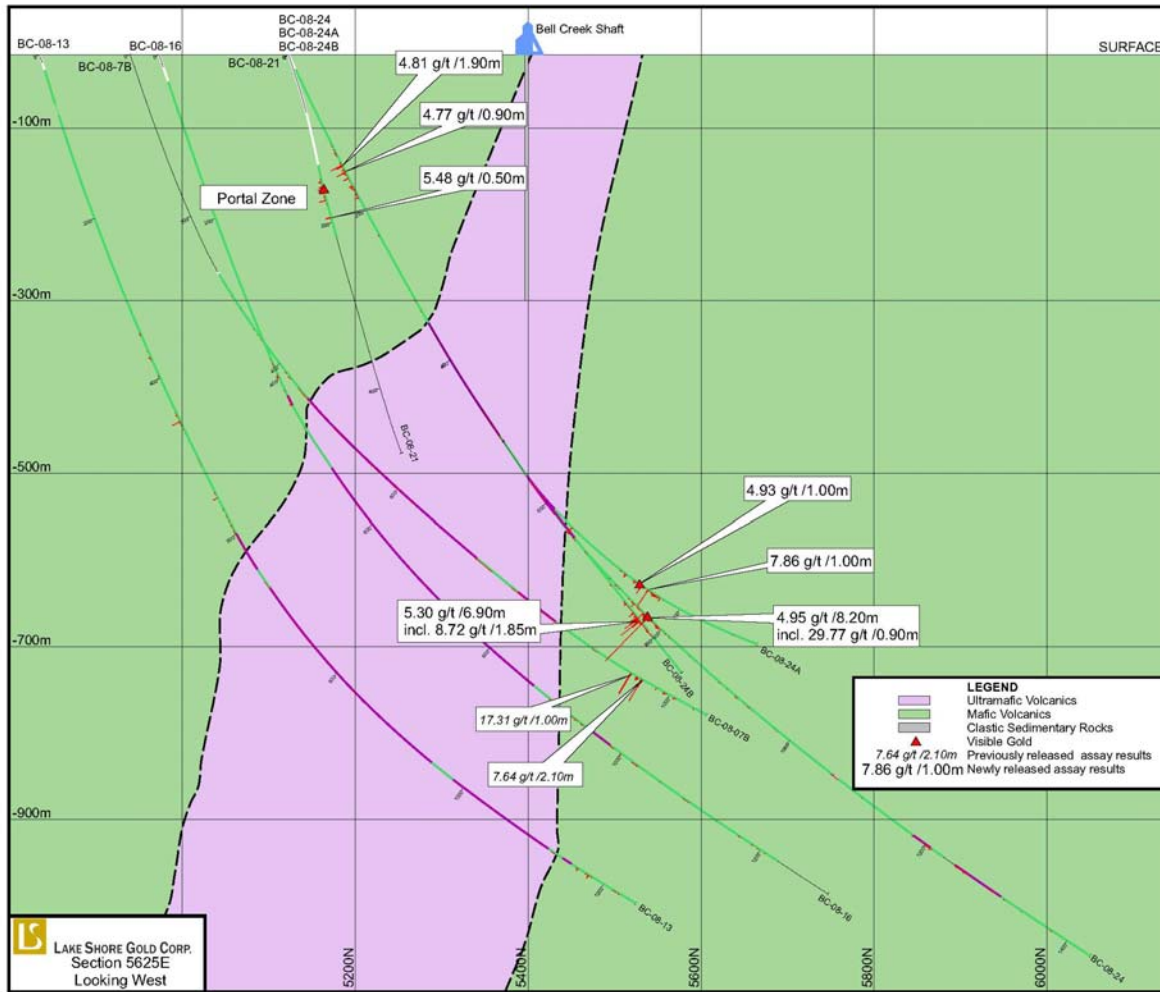 BC-08-13
BC-08-7B
BC-08-16
BC-08-24
BC-08-24A
BC-08-24B
BC-08-21
Bell Creek Shaft
SURFACE
4.81 g/t /1.90m
4.77 g/t /0.90m
5.48 g/t /0.50m
-100m
Portal Zone
-300m
BC-08-21
-500m
4.93 g/t /1.00m
7.86 g/t /1.00m
5.30 g/t /6.90m
incl. 8.72 g/t /1.85m
4.95 g/t /8.20m
incl. 29.77 g/t /0.90m
-700m
BC-08-24A
BC-08-24B
BC-08-07B
17.31 g/t /1.00m
7.64 g/t /2.10m
LEGEND
Ultramafic Volcanics
Mafic Volcanics
Clastic Sedimentary Rocks
Visible Gold
7.64 g/t /2.10m Previously released assay results
7.86 g/t /1.00m Newly released assay results
-900m
BC-08-13
BC-08-16
BC-08-24
LAKE SHORE GOLD CORP.
Section 5625E
Looking West
5200N
5400N
5600N
5800N
6000N